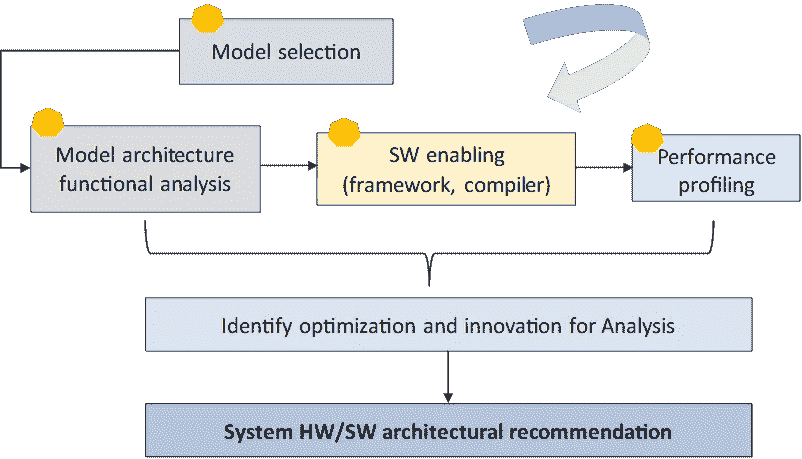 Model selection
Model architecture
functional analysis
SW enabling
(framework, compiler)
Performance
profiling
Identify optimization and innovation for Analysis
System HW/SW architectural recommendation